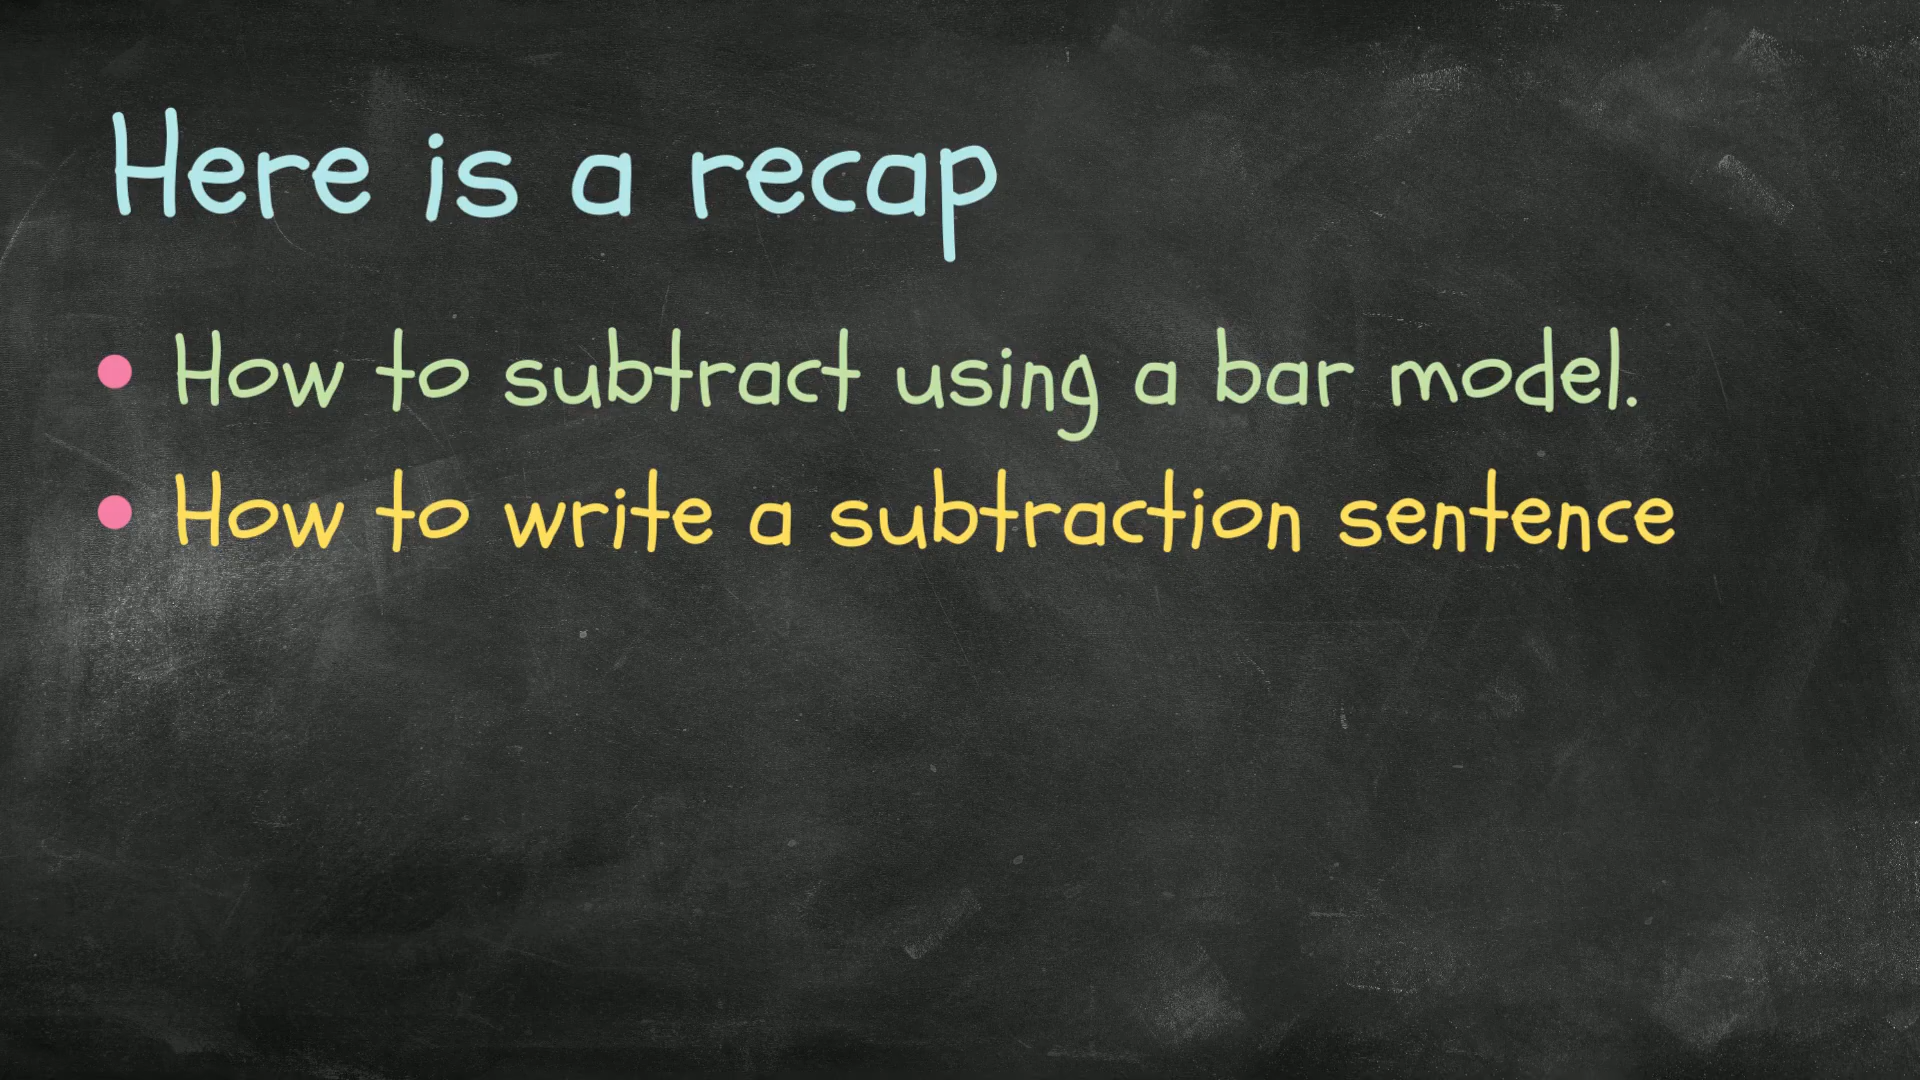 Here is a recap
• How to subtract using a bar model.
• How to write a subtraction sentence